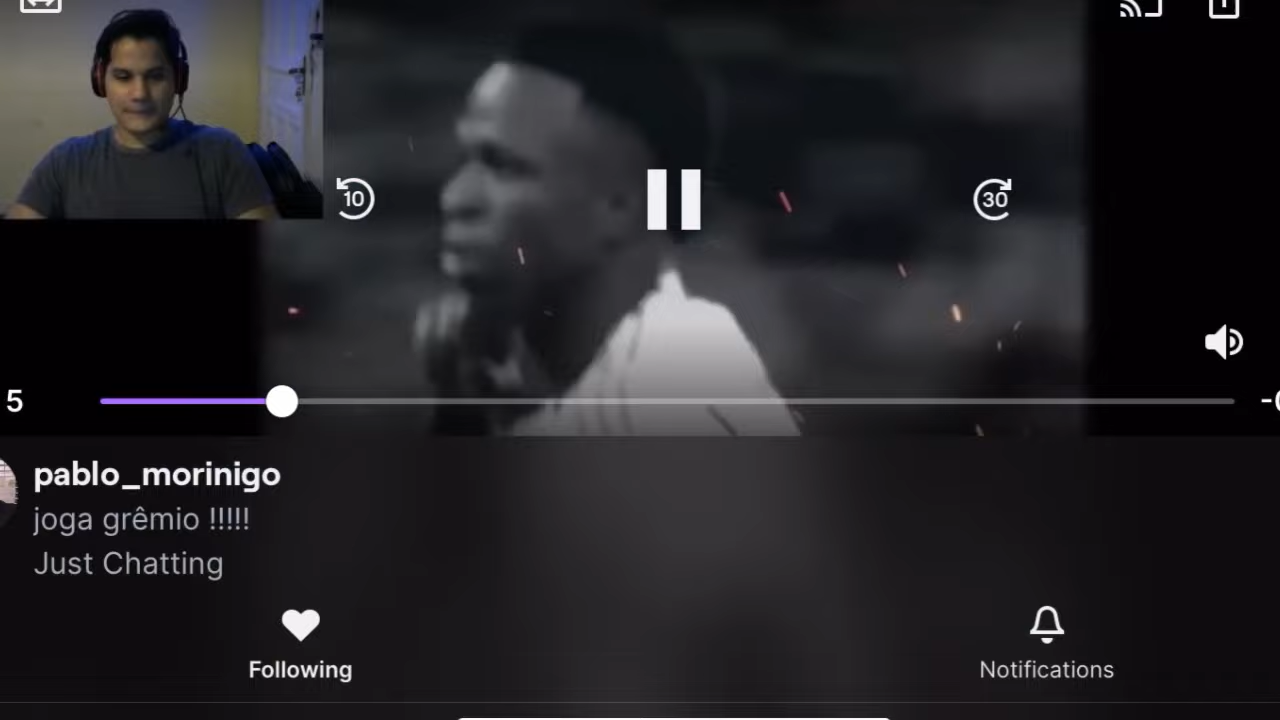 10
30
5
pablo_morinigo
joga grêmio !!!!!
Just Chatting
Following
Notifications